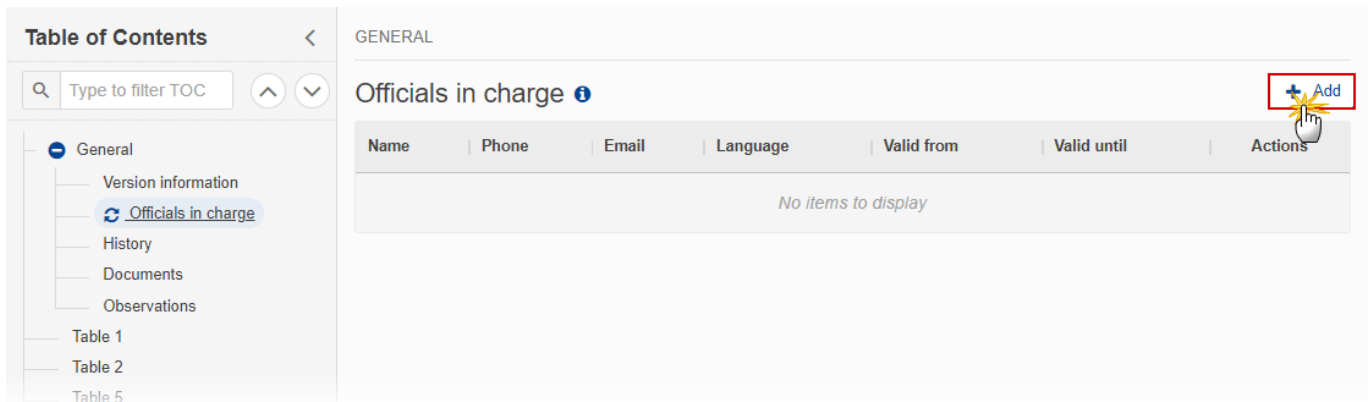 Table of Contents
Type to filter TOC
General
Version information
Officials in charge
History
Documents
Observations
Table 1
Table 2
Table 5
GENERAL
Officials in charge
Add
Name Phone Email Language Valid from Valid until Actions
No items to display